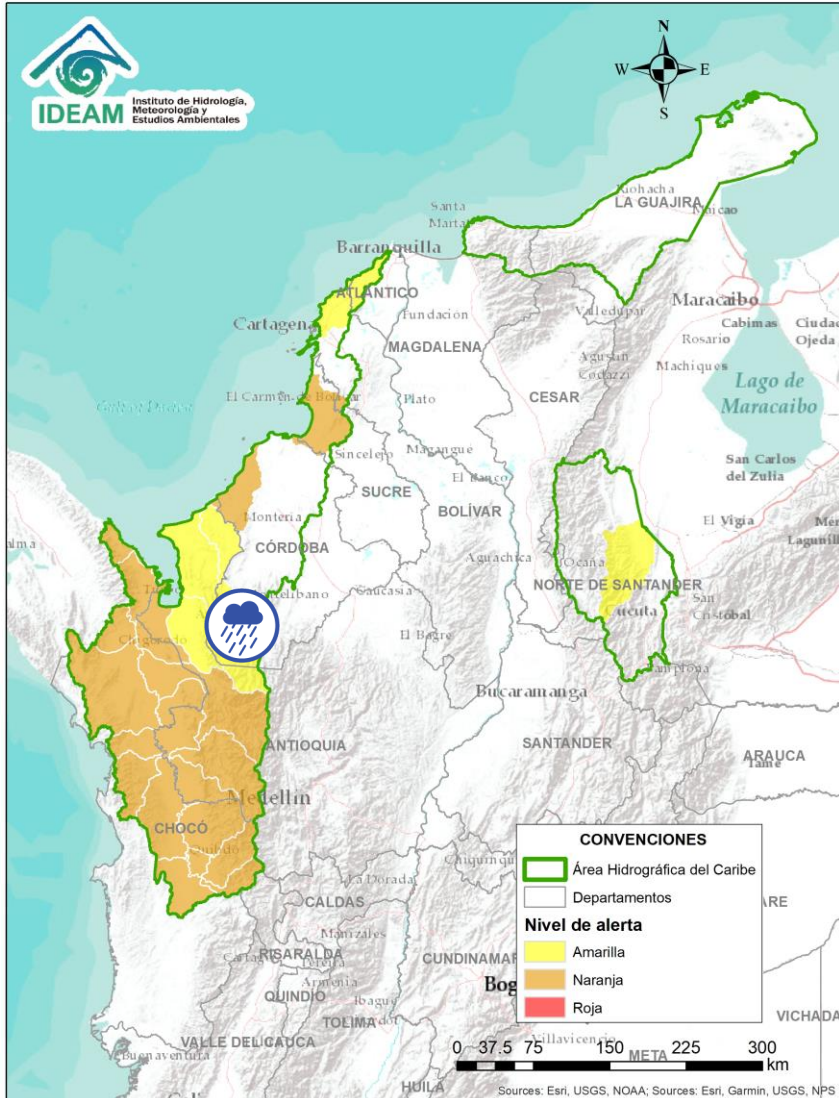 IDEAM
Instituto de Hidrología,
Meteorología y
Estudios Ambientales
N
W
E
S
Riohacha
LA GUAJIRA
Maicao
Santa
Marta
Barranquilla
ATLÁNTICO
Maracaibo
Cartagena
Fundación
Valledupar
Cabimas
Ciudad
Ojeda
MAGDALENA
Rosario
Agustín
Codazzi
Machiques
CESAR
Lago de
Maracaibo
El Carmen de Bolívar
Plato
Sincelejo
Magangué
San Carlos
del Zulia
SUCRE
El Banco
BOLÍVAR
Montería
El Vigía
CÓRDOBA
Aguachica
Ocaña
NORTE DE SANTANDER
Caucasia
San
Cristóbal
Cúcuta
El Bagre
Chigorodó
Pamplona
Bucaramanga
ANTIOQUIA
SANTANDER
ARAUCA
Tame
Medellín
CHOCÓ
Quibdó
La Dorada
CALDAS
Manizales
RISARALDA
Pereira
Armenia
QUINDIO
Ibagué
TOLIMA
CUNDINAMAR
Bog
VICHADA
Villavicencio
META
VALLE DEL CAUCA
Buenaventura
HUILA
CONVENCIONES
Área Hidrográfica del Caribe
Departamentos
Nivel de alerta
Amarilla
Naranja
Roja
0 37.5 75 150 225 300
km
Sources: Esri, USGS, NOAA; Sources: Esri, Garmin, USGS, NPS